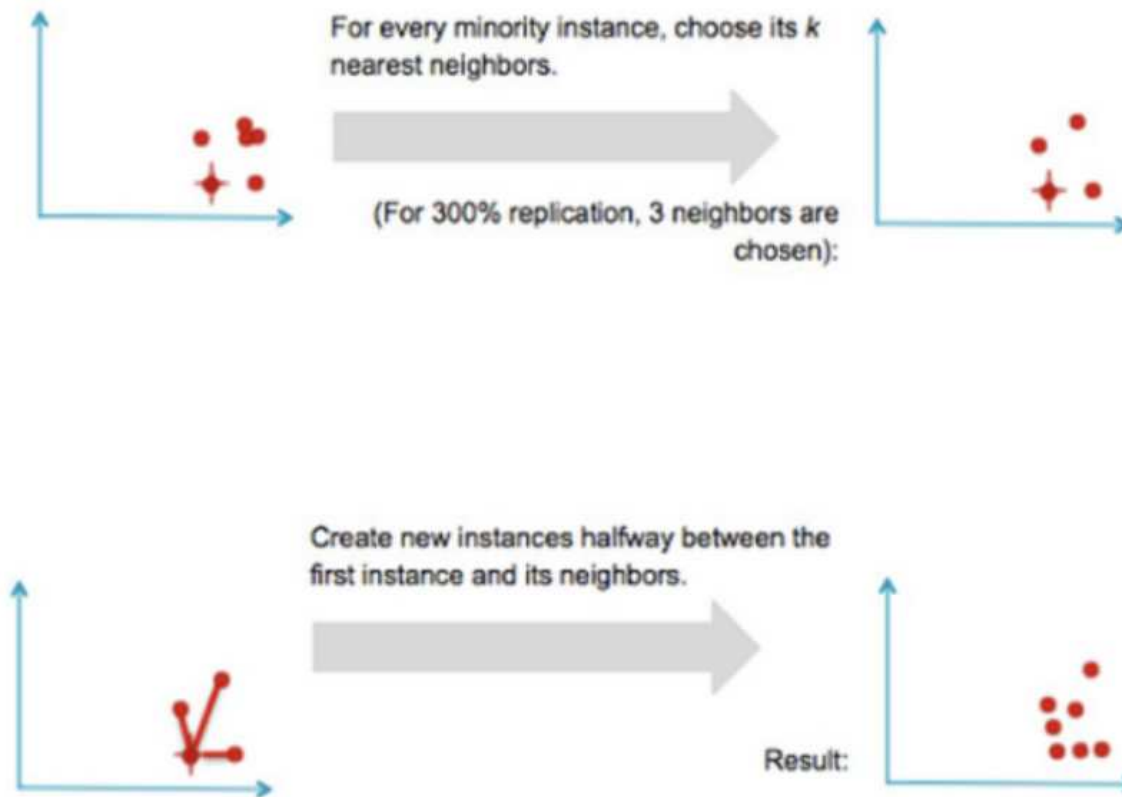 For every minority instance, choose its k
nearest neighbors.
(For 300% replication, 3 neighbors are
chosen):
Create new instances halfway between the
first instance and its neighbors.
Result: